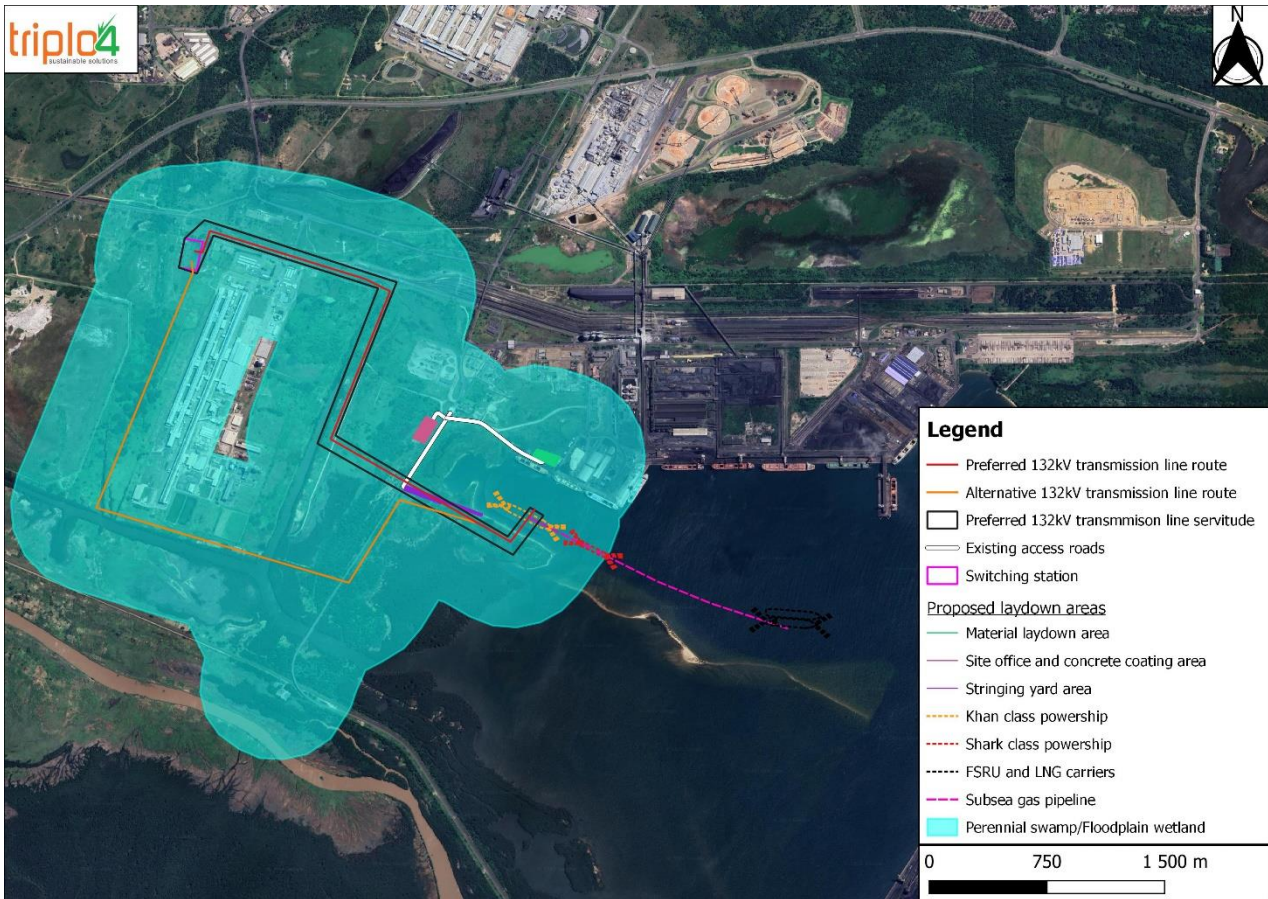 triplo4
sustainable solutions
N
Legend
Preferred 132kV transmission line route
Alternative 132kV transmission line route
Preferred 132kV transmmison line servitude
Existing access roads
Switching station
Proposed laydown areas
Material laydown area
Site office and concrete coating area
Stringing yard area
Khan class powership
Shark class powership
FSRU and LNG carriers
Subsea gas pipeline
Perennial swamp/Floodplain wetland
0 750 1 500 m